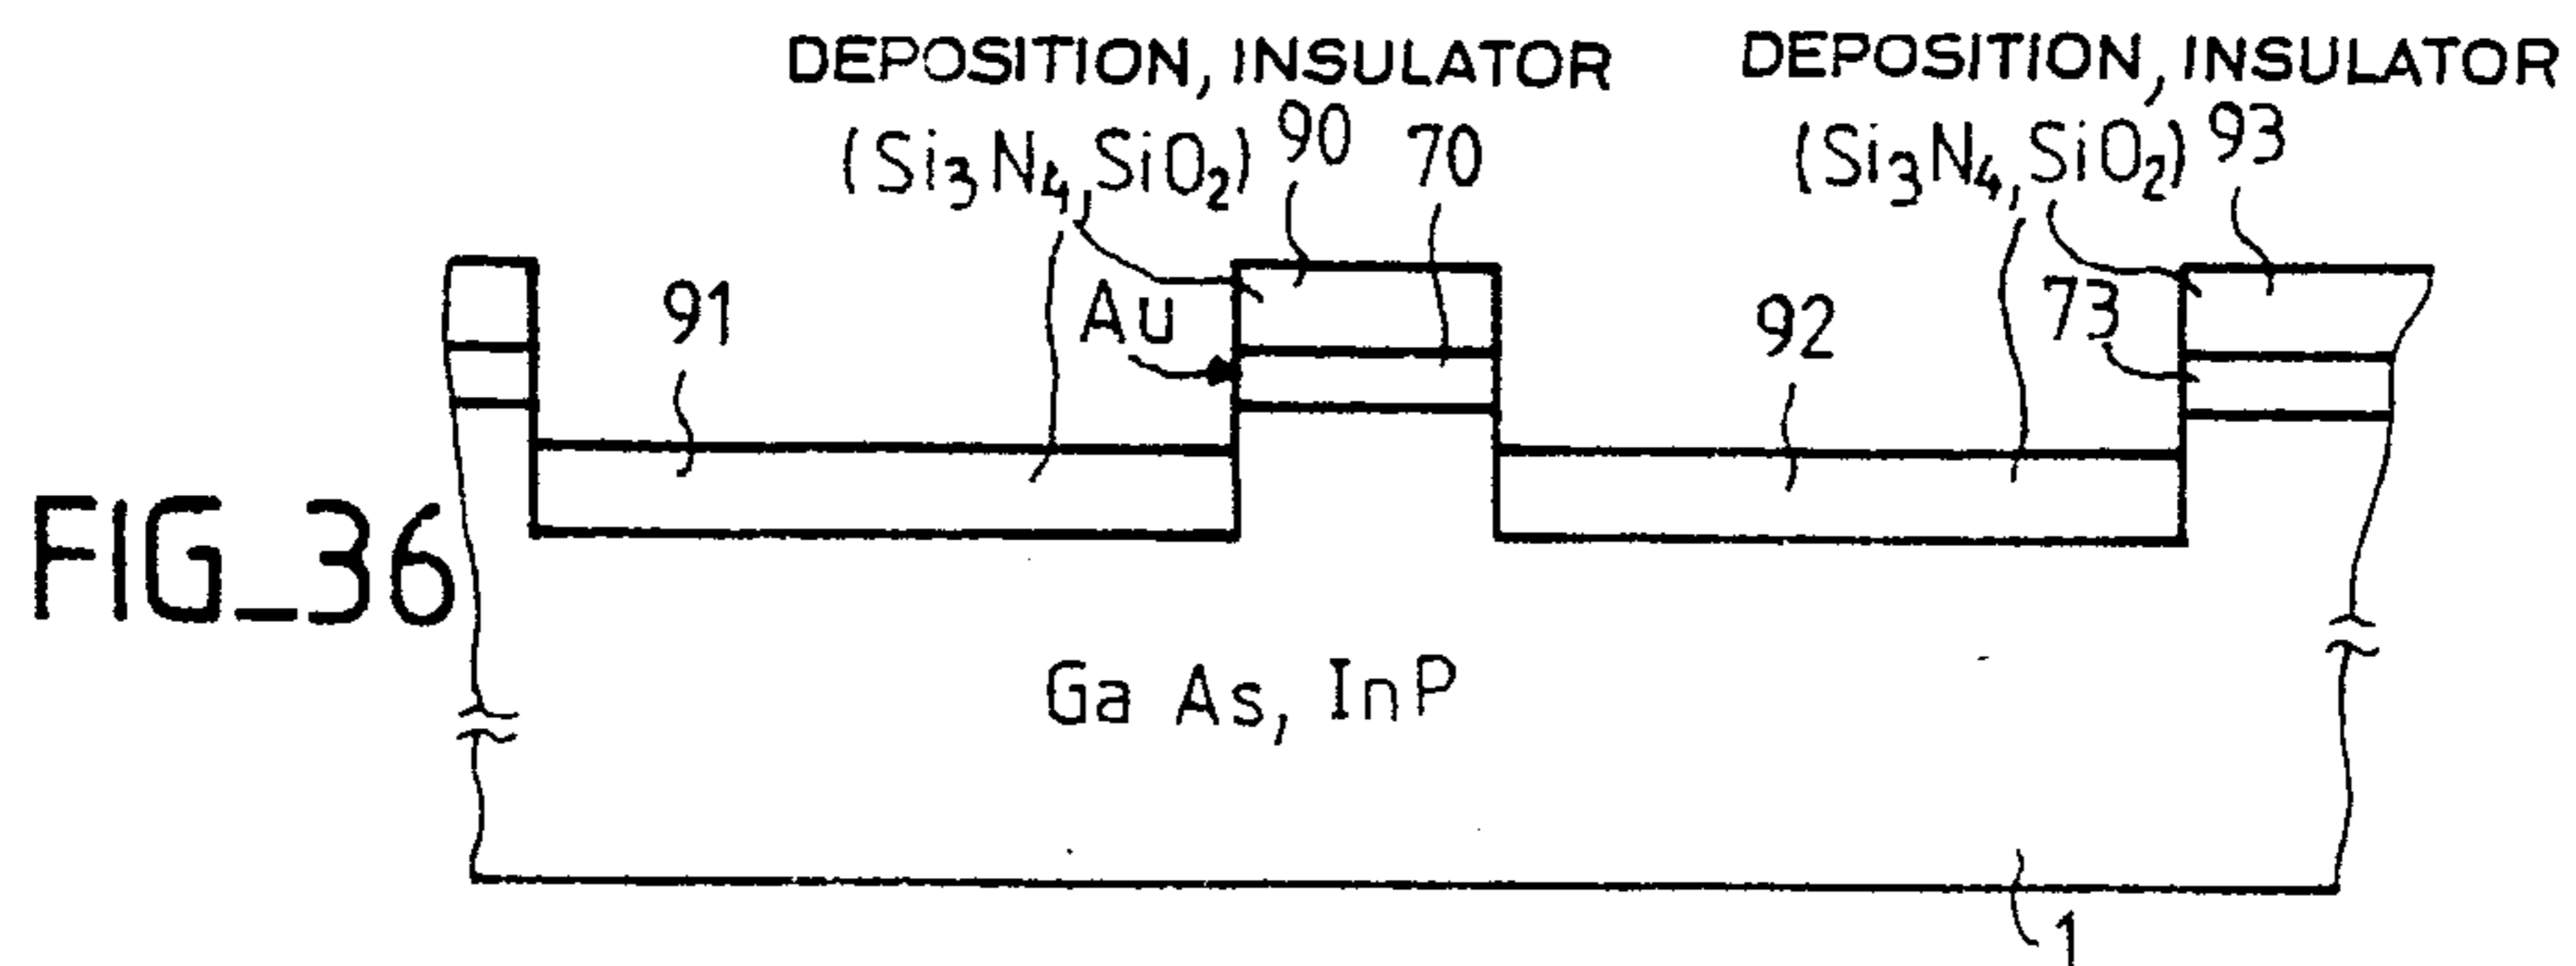 DEPOSITION, INSULATOR
(Si₃N₄, SiO₂) 90
70
DEPOSITION, INSULATOR
(Si₃N₄, SiO₂) 93
91
Au
92
73
FIG_36
Ga As, InP
1